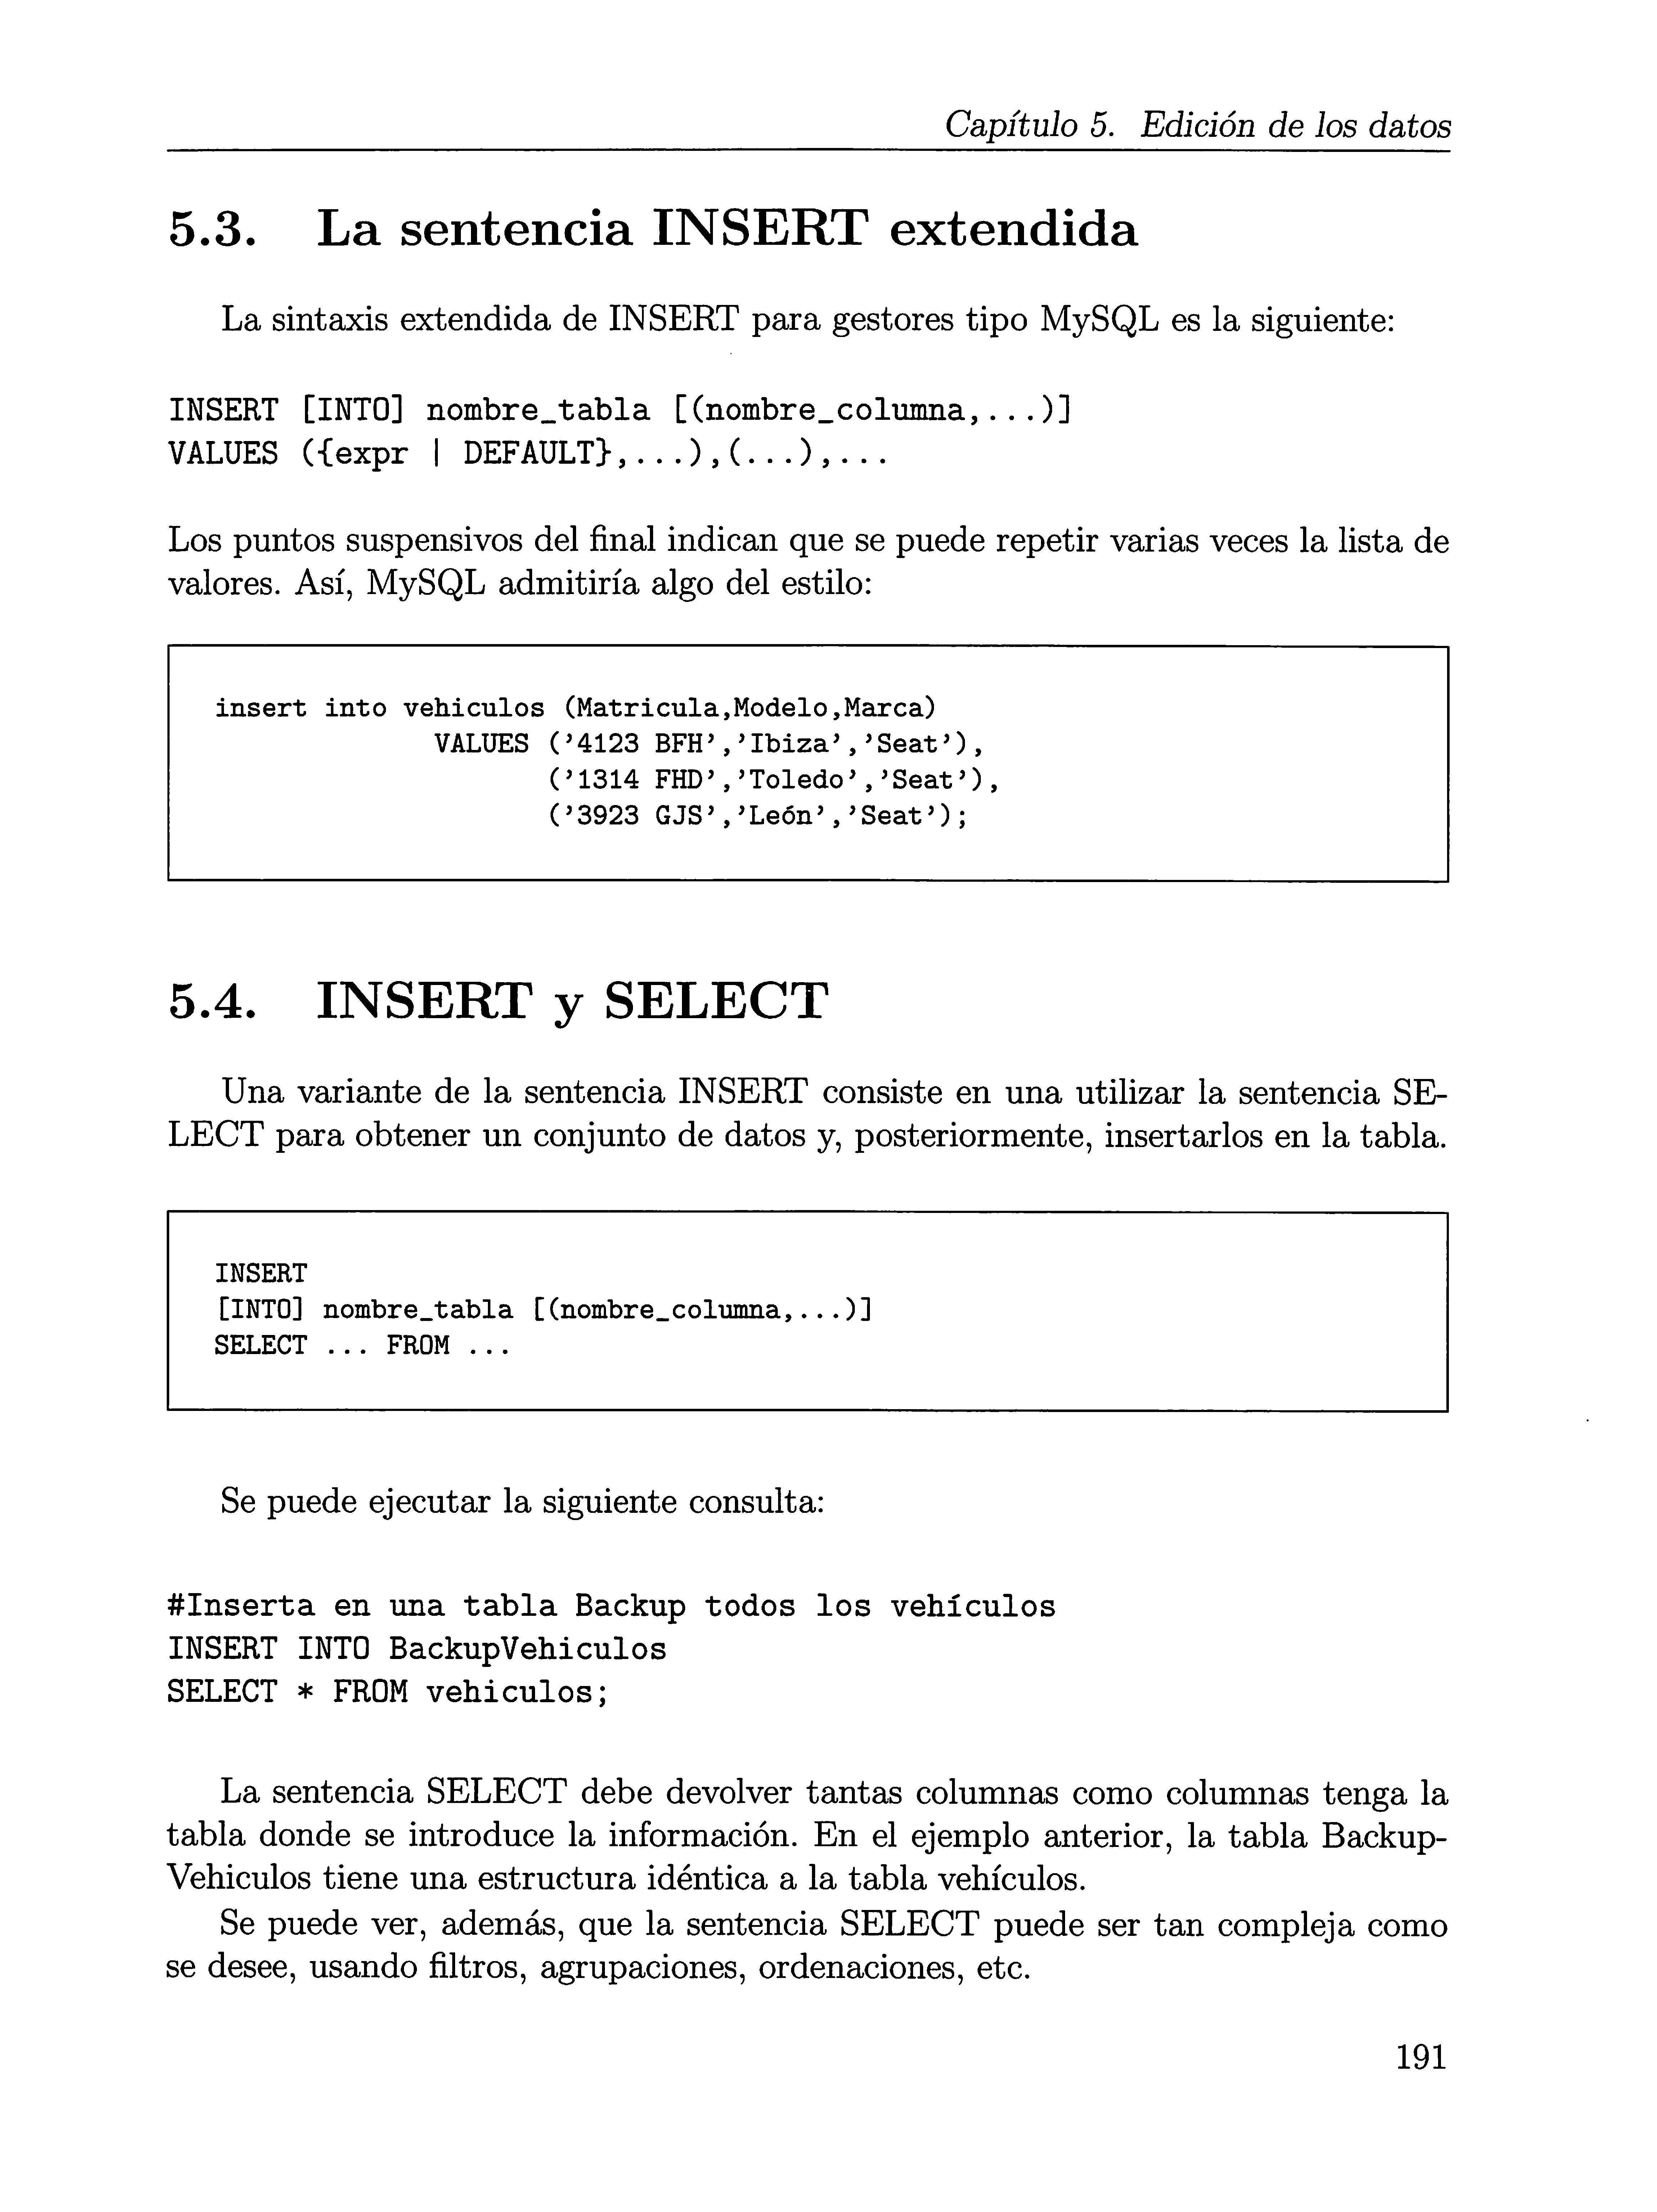 Capítulo 5. Edición de los datos
5.3. La sentencia INSERT extendida
La sintaxis extendida de INSERT para gestores tipo MySQL es la siguiente:
INSERT [INTO] nombre_tabla [(nombre_columna,...)]
VALUES ({expr | DEFAULT},...),(...),...
Los puntos suspensivos del final indican que se puede repetir varias veces la lista de
valores. Así, MySQL admitiría algo del estilo:
insert into vehiculos (Matricula,Modelo,Marca)
VALUES (’4123 BFH’,’Ibiza’,’Seat’),
(’1314 FHD’,’Toledo’,’Seat’),
(’3923 GJS’,’León’,’Seat’);
5.4. INSERT y SELECT
Una variante de la sentencia INSERT consiste en una utilizar la sentencia SE-
LECT para obtener un conjunto de datos y, posteriormente, insertarlos en la tabla.
INSERT
[INTO] nombre_tabla [(nombre_columna,...)]
SELECT ... FROM ...
Se puede ejecutar la siguiente consulta:
#Inserta en una tabla Backup todos los vehículos
INSERT INTO BackupVehiculos
SELECT * FROM vehiculos;
La sentencia SELECT debe devolver tantas columnas como columnas tenga la
tabla donde se introduce la información. En el ejemplo anterior, la tabla Backup-
Vehiculos tiene una estructura idéntica a la tabla vehículos.
Se puede ver, además, que la sentencia SELECT puede ser tan compleja como
se desee, usando filtros, agrupaciones, ordenaciones, etc.
191